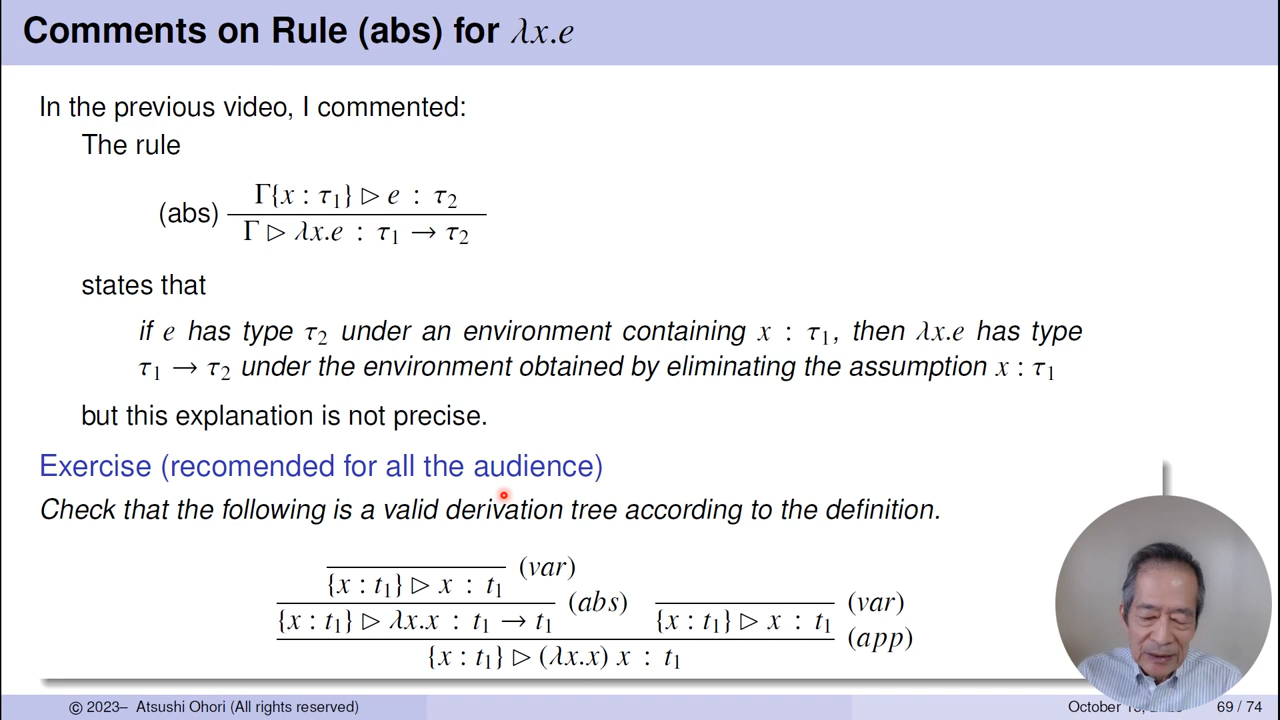 Comments on Rule (abs) for λx.e
In the previous video, I commented:
The rule
(abs) Γ{x : τ₁} ▷ e : τ₂
Γ ▷ λx.e : τ₁ → τ₂
states that
if e has type τ₂ under an environment containing x : τ₁, then λx.e has type
τ₁ → τ₂ under the environment obtained by eliminating the assumption x : τ₁
but this explanation is not precise.
Exercise (recomended for all the audience)
Check that the following is a valid derivation tree according to the definition.
{x : t₁} ▷ x : t₁ (var)
{x : t₁} ▷ λx.x : t₁ → t₁ (abs) {x : t₁} ▷ x : t₁ (var)
{x : t₁} ▷ (λx.x) x : t₁ (app)
© 2023– Atsushi Ohori (All rights reserved) October 69 / 74